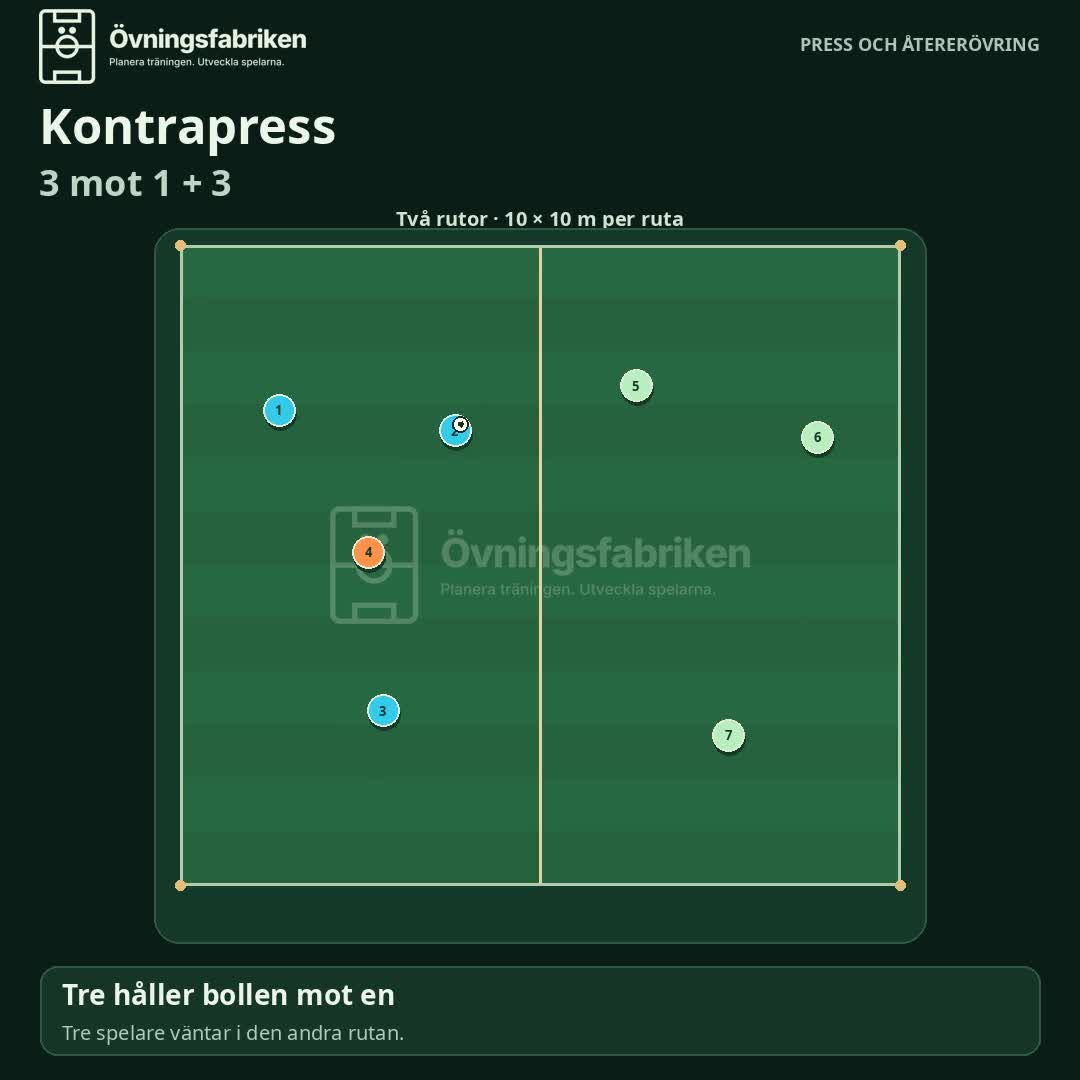 Övningsfabriken
Planera träningen. Utveckla spelarna.
PRESS OCH ÅTERERÖVRING
Kontrapress
3 mot 1 + 3
Två rutor · 10 × 10 m per ruta
5
1
2
6
4
Övningsfabriken
Planera träningen. Utveckla spelarna.
3
7
Tre håller bollen mot en
Tre spelare väntar i den andra rutan.